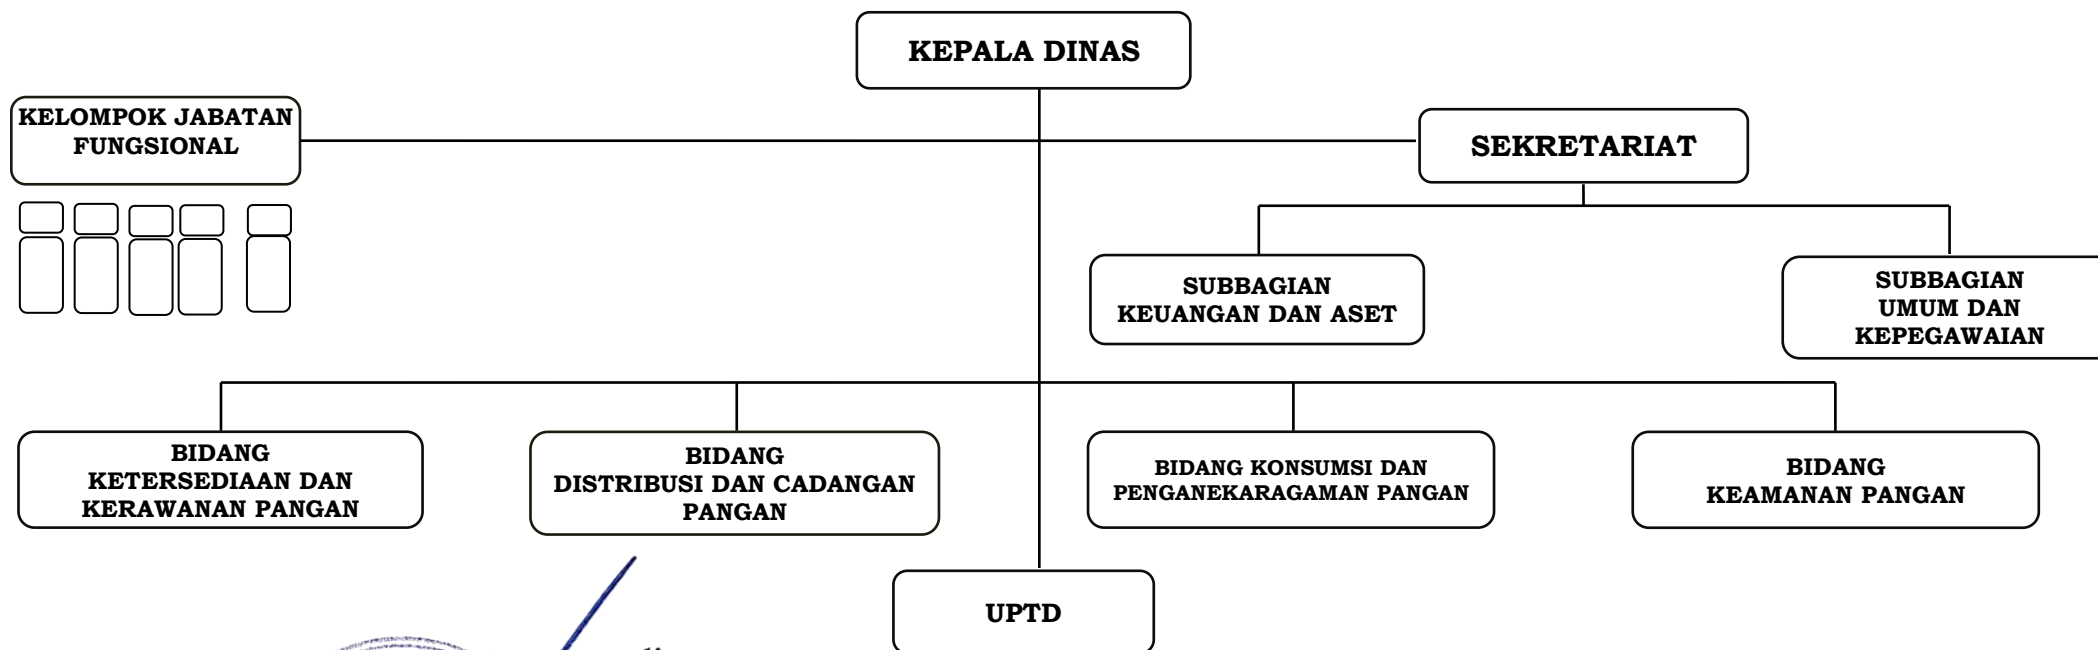 KEPALA DINAS
KELOMPOK JABATAN
FUNGSIONAL
SEKRETARIAT
SUBBAGIAN
KEUANGAN DAN ASET
SUBBAGIAN
UMUM DAN
KEPEGAWAIAN
BIDANG
KETERSEDIAAN DAN
KERAWANAN PANGAN
BIDANG
DISTRIBUSI DAN CADANGAN
PANGAN
BIDANG KONSUMSI DAN
PENGANEKARAGAMAN PANGAN
BIDANG
KEAMANAN PANGAN
UPTD